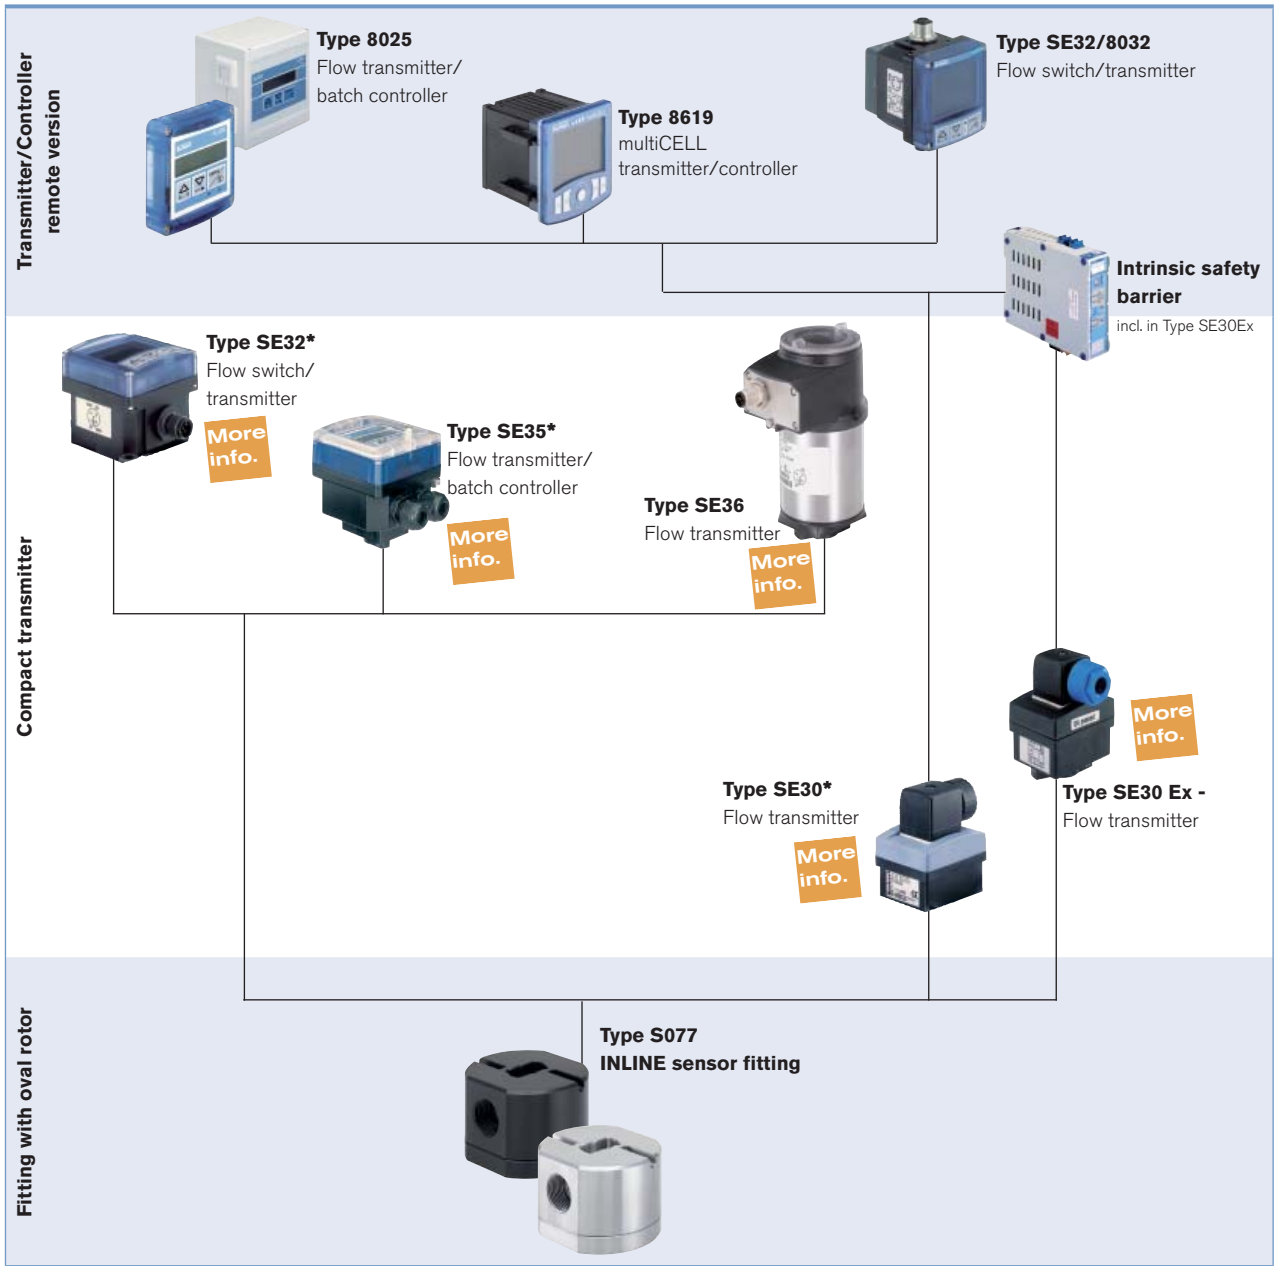 Transmitter/Controller
remote version
Type 8025
Flow transmitter/
batch controller
Type 8619
multiCELL
transmitter/controller
Type SE32/8032
Flow switch/transmitter
Intrinsic safety
barrier
incl. in Type SE30Ex
Compact transmitter
Type SE32*
Flow switch/
transmitter
More
info.
Type SE35*
Flow transmitter/
batch controller
More
info.
Type SE36
Flow transmitter
More
info.
Type SE30*
Flow transmitter
More
info.
More
info.
Type SE30 Ex -
Flow transmitter
Fitting with oval rotor
Type S077
INLINE sensor fitting